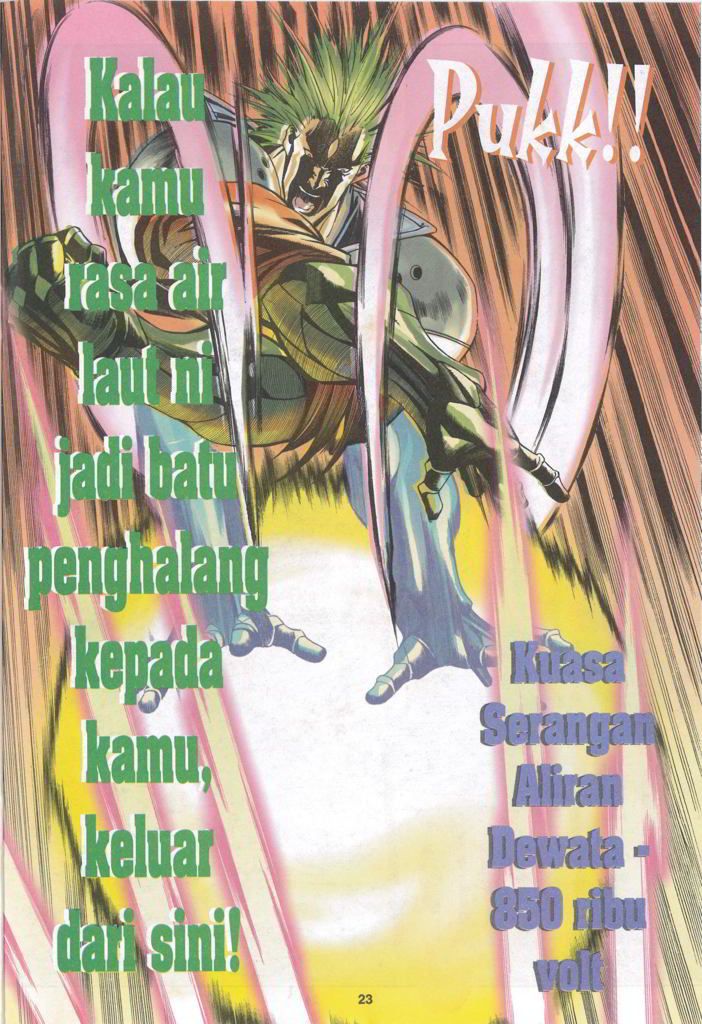 Kalau
kamu
rasa air
laut ni
jadi batu
penghalang
kepada
kamu,
keluar
dari sini!
Pukk!!
Kuasa
Serangan
Aliran
Dewata -
850 ribu
volt
23